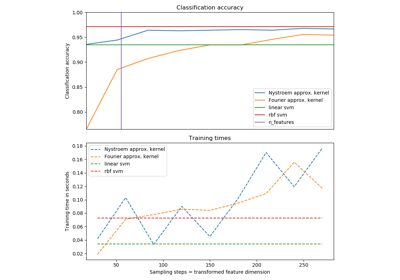 Classification accuracy
1.00
0.95
0.90
0.85
0.80
Classification accuracy
Nystroem approx. kernel
Fourier approx. kernel
linear svm
rbf svm
n_features
Training times
0.18
0.16
0.14
0.12
0.10
0.08
0.06
0.04
0.02
Training time in seconds
Nystroem approx. kernel
Fourier approx. kernel
linear svm
rbf svm
50
100
150
200
250
Sampling steps = transformed feature dimension